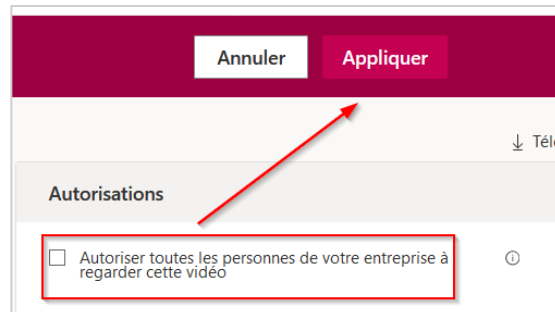 Annuler Appliquer
Autorisations
Autoriser toutes les personnes de votre entreprise à
regarder cette vidéo